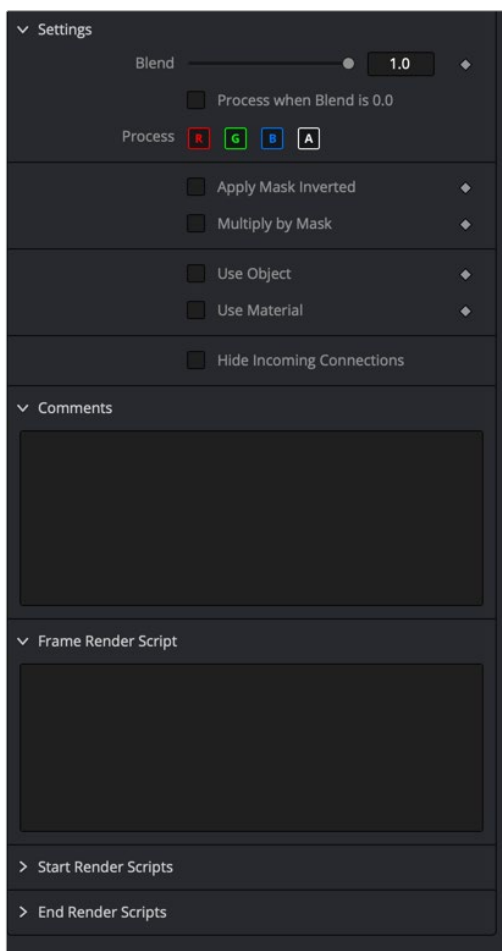 Settings
Blend 1.0
Process when Blend is 0.0
Process R G B A
Apply Mask Inverted
Multiply by Mask
Use Object
Use Material
Hide Incoming Connections
Comments
Frame Render Script
Start Render Scripts
End Render Scripts